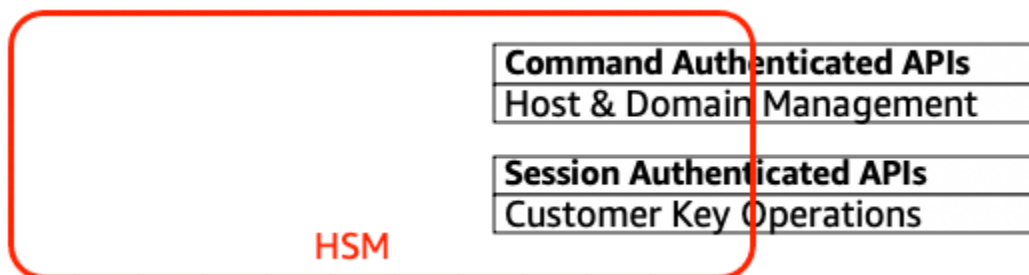 Command Authenticated APIs
Host & Domain Management
Session Authenticated APIs
Customer Key Operations
HSM